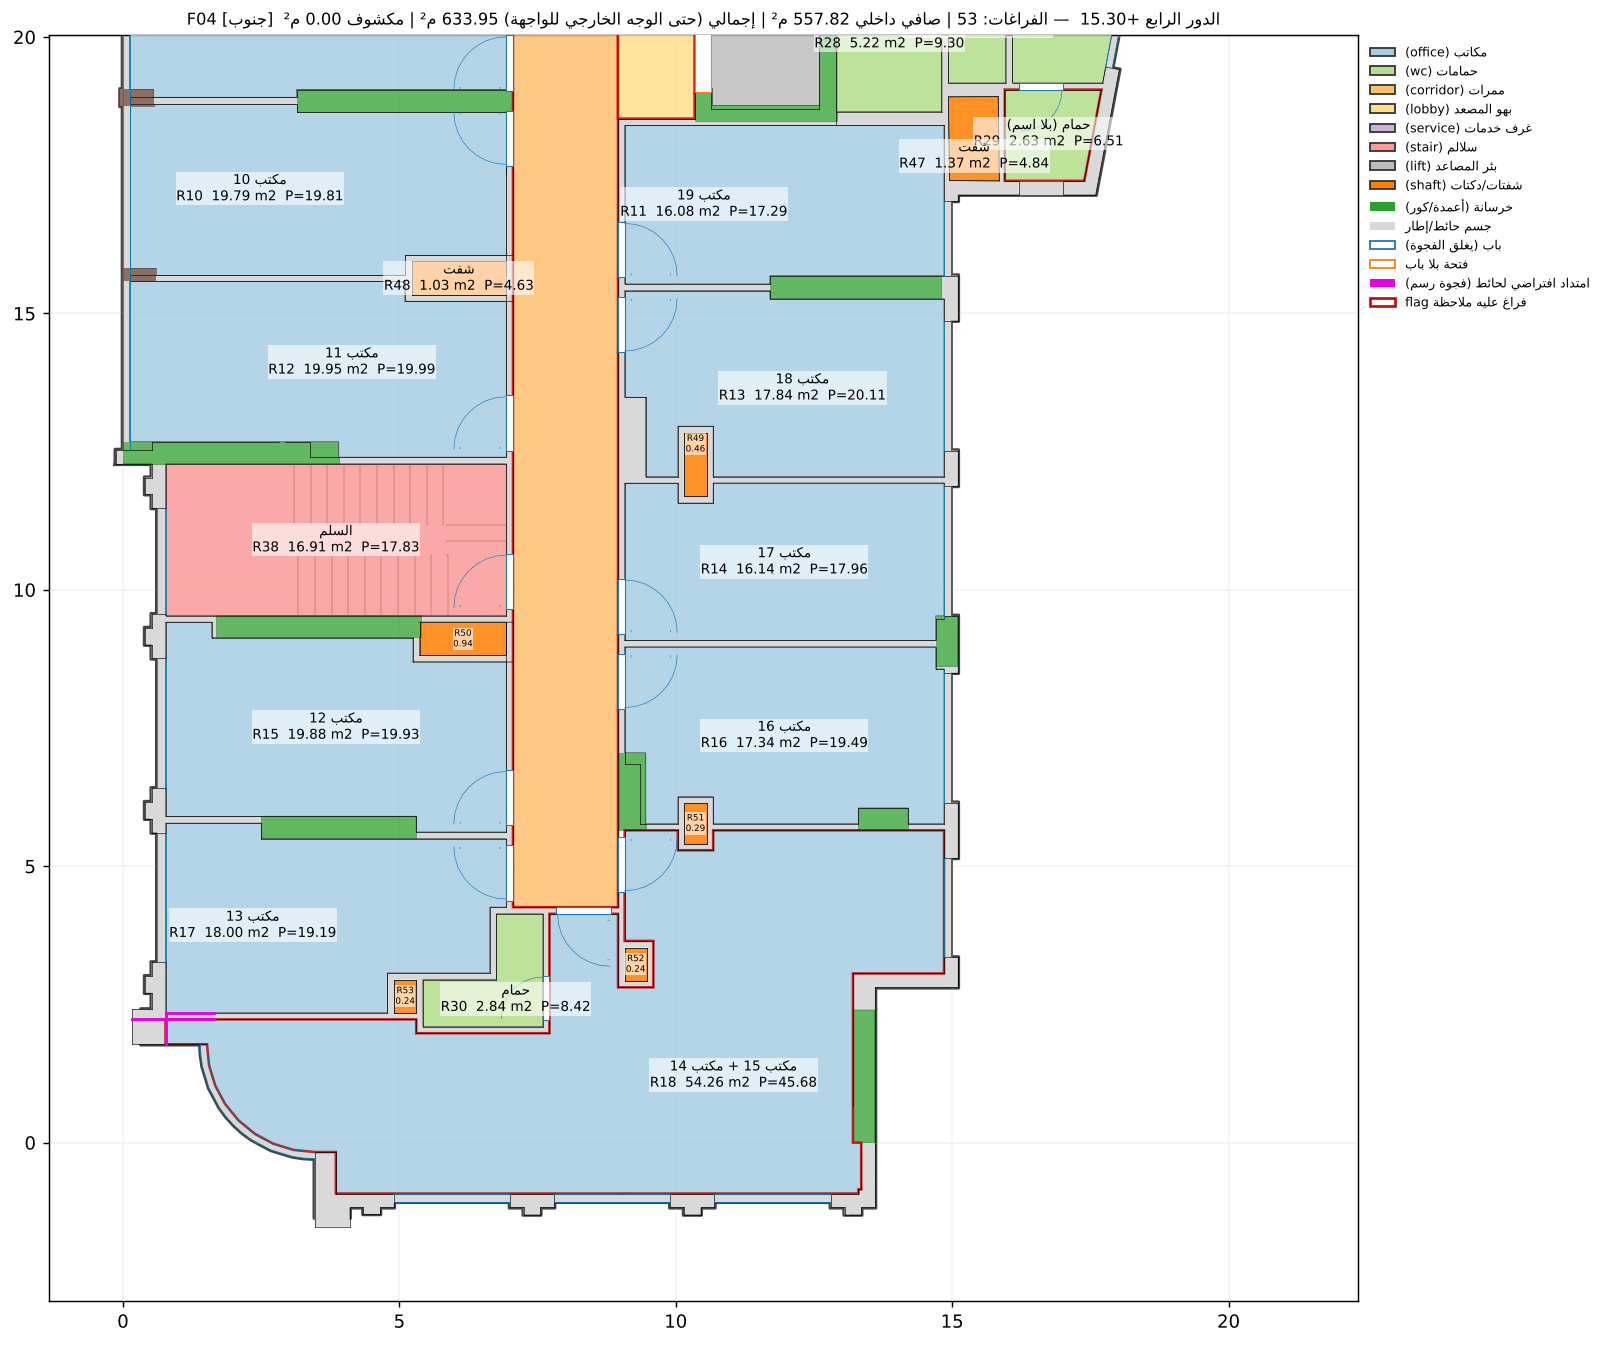 F04 [جنوب] الدور الرابع +15.30 — الفراغات: 53 | صافي داخلي 557.82 م² | إجمالي (حتى الوجه الخارجي للواجهة) 633.95 م² | مكشوف 0.00 م²
مكاتب (office)
حمامات (wc)
ممرات (corridor)
بهو المصعد (lobby)
غرف خدمات (service)
سلالم (stair)
بئر المصاعد (lift)
شفتات/دكتات (shaft)
خرسانة (أعمدة/كور)
جسم حائط/إطار
باب (يغلق الفجوة)
فتحة بلا باب
امتداد افتراضي لحائط (فجوة رسم)
فراغ عليه ملاحظة flag
R28 5.22 m2 P=9.30
حمام (بلا اسم)
R29 2.63 m2 P=6.51
شفت
R47 1.37 m2 P=4.84
مكتب 10
R10 19.79 m2 P=19.81
مكتب 19
R11 16.08 m2 P=17.29
شفت
R48 1.03 m2 P=4.63
مكتب 11
R12 19.95 m2 P=19.99
مكتب 18
R13 17.84 m2 P=20.11
R49
0.46
السلم
R38 16.91 m2 P=17.83
مكتب 17
R14 16.14 m2 P=17.96
R50
0.94
مكتب 12
R15 19.88 m2 P=19.93
مكتب 16
R16 17.34 m2 P=19.49
R51
0.29
مكتب 13
R17 18.00 m2 P=19.19
R52
0.24
R53
0.24
حمام
R30 2.84 m2 P=8.42
مكتب 14 + مكتب 15
R18 54.26 m2 P=45.68
20
15
10
5
0
0 5 10 15 20